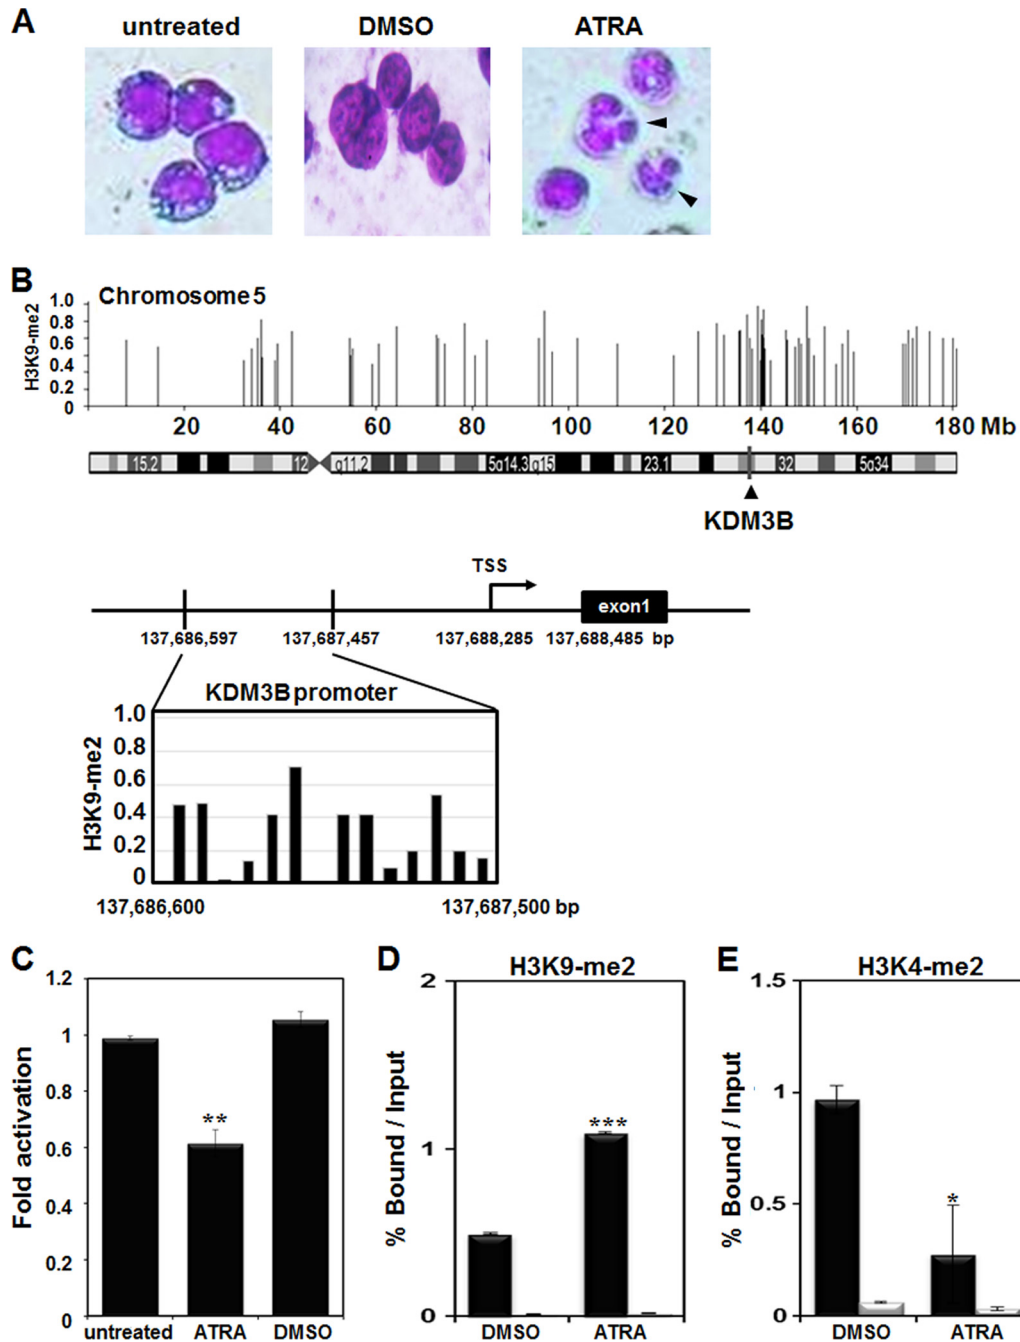 A
untreated DMSO ATRA
B
Chromosome 5
H3K9-me2
1.0
0.8
0.6
0.4
0.2
0
20 40 60 80 100 120 140 160 180 Mb
15.2 12 q11.2 5q14.3 q15 23.1 32 5q34
KDM3B
TSS
exon1
137,686,597 137,687,457 137,688,285 137,688,485 bp
KDM3B promoter
H3K9-me2
1.0
0.8
0.6
0.4
0.2
0
137,686,600 137,687,500 bp
C
Fold activation
1.2
1
0.8
0.6
0.4
0.2
0
**
untreated ATRA DMSO
D
H3K9-me2
% Bound / Input
2
1
0
***
DMSO ATRA
E
H3K4-me2
% Bound / Input
1.5
1
0.5
0
*
DMSO ATRA